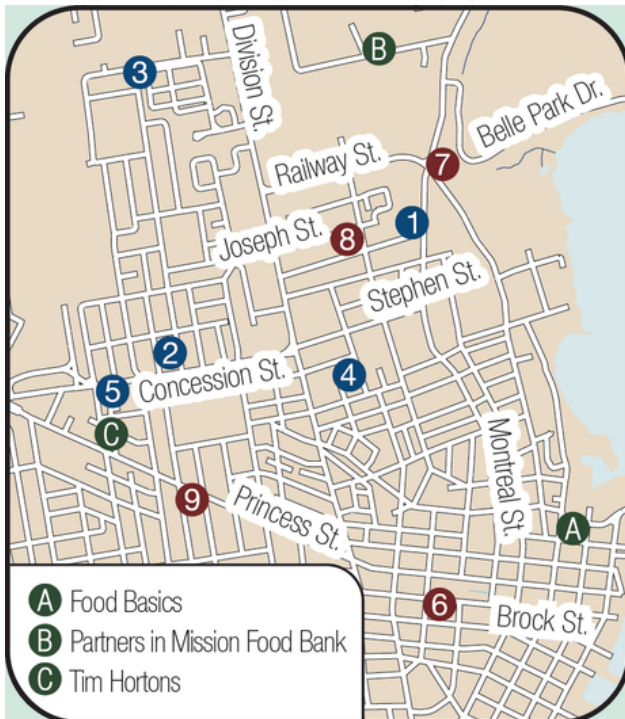 3
B
Division St.
Belle Park Dr.
Railway St.
7
1
Joseph St.
8
Stephen St.
2
4
Concession St.
5
C
Montreal St.
9
Princess St.
A
6
Brock St.
A Food Basics
B Partners in Mission Food Bank
C Tim Hortons